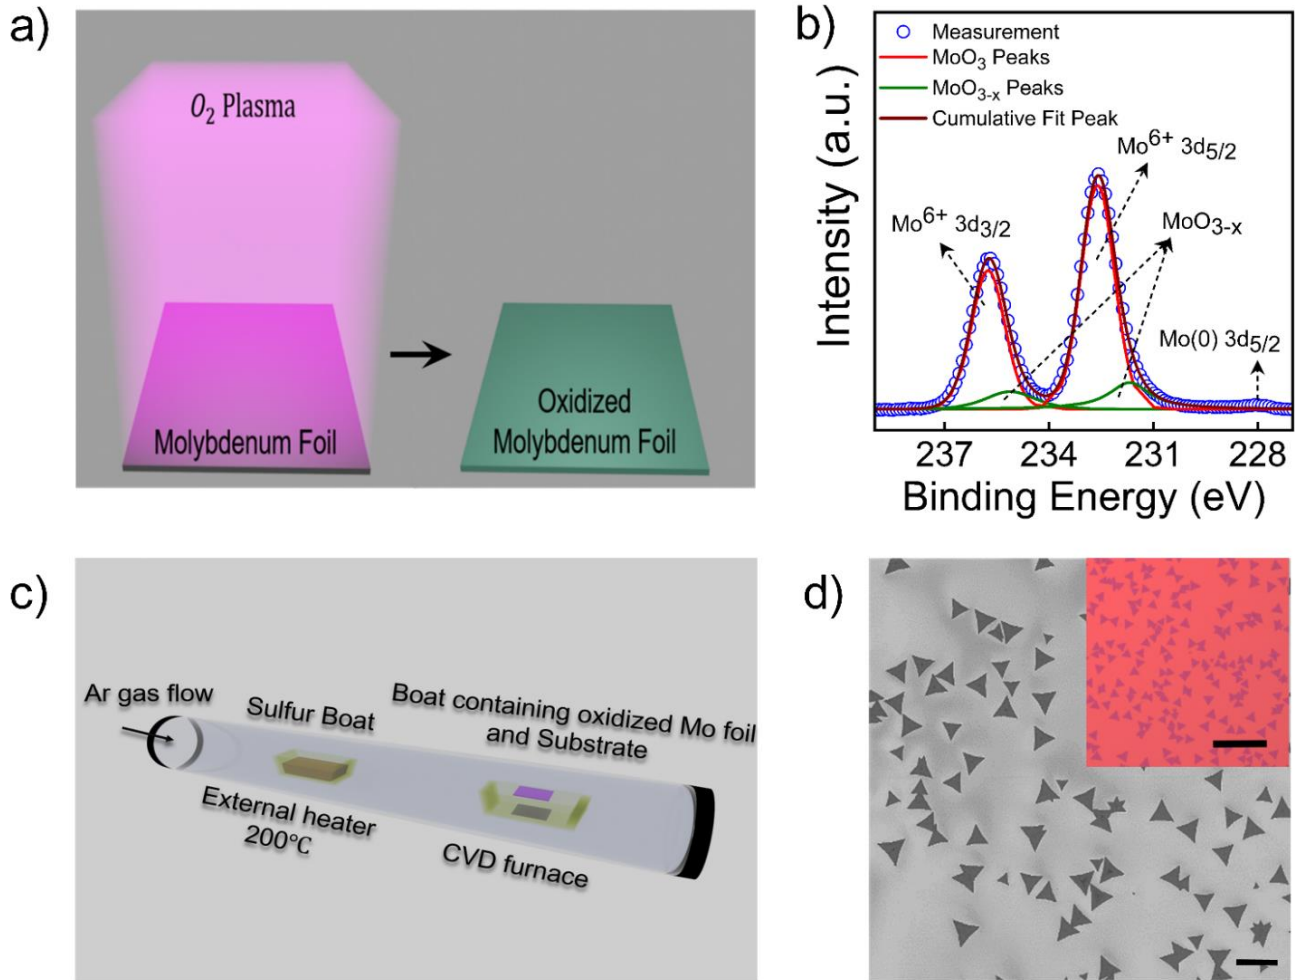 a)
O₂ Plasma
Molybdenum Foil
Oxidized
Molybdenum Foil
b)
Measurement
MoO₃ Peaks
MoO₃₋ₓ Peaks
Cumulative Fit Peak
Mo⁶⁺ 3d₅/₂
Mo⁶⁺ 3d₃/₂
MoO₃₋ₓ
Mo(0) 3d₅/₂
Intensity (a.u.)
237 234 231 228
Binding Energy (eV)
c)
Ar gas flow
Sulfur Boat
Boat containing oxidized Mo foil
and Substrate
External heater
200℃
CVD furnace
d)